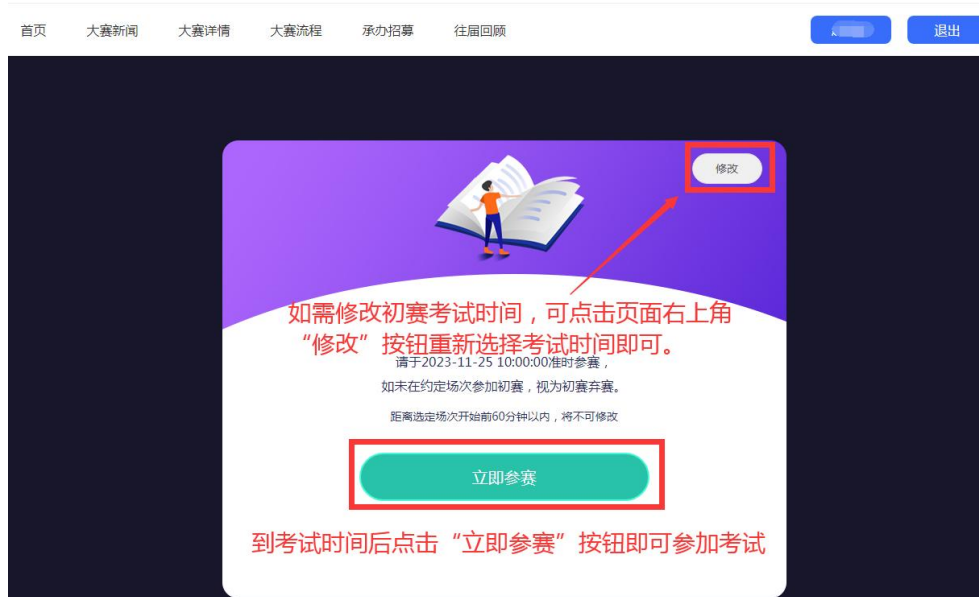 首页 大赛新闻 大赛详情 大赛流程 承办招募 往届回顾 退出
修改
如需修改初赛考试时间，可点击页面右上角
“修改”按钮重新选择考试时间即可。
请于2023-11-25 10:00:00准时参赛，
如未在约定场次参加初赛，视为初赛弃赛。
距离选定场次开始前60分钟以内，将不可修改
立即参赛
到考试时间后点击“立即参赛”按钮即可参加考试